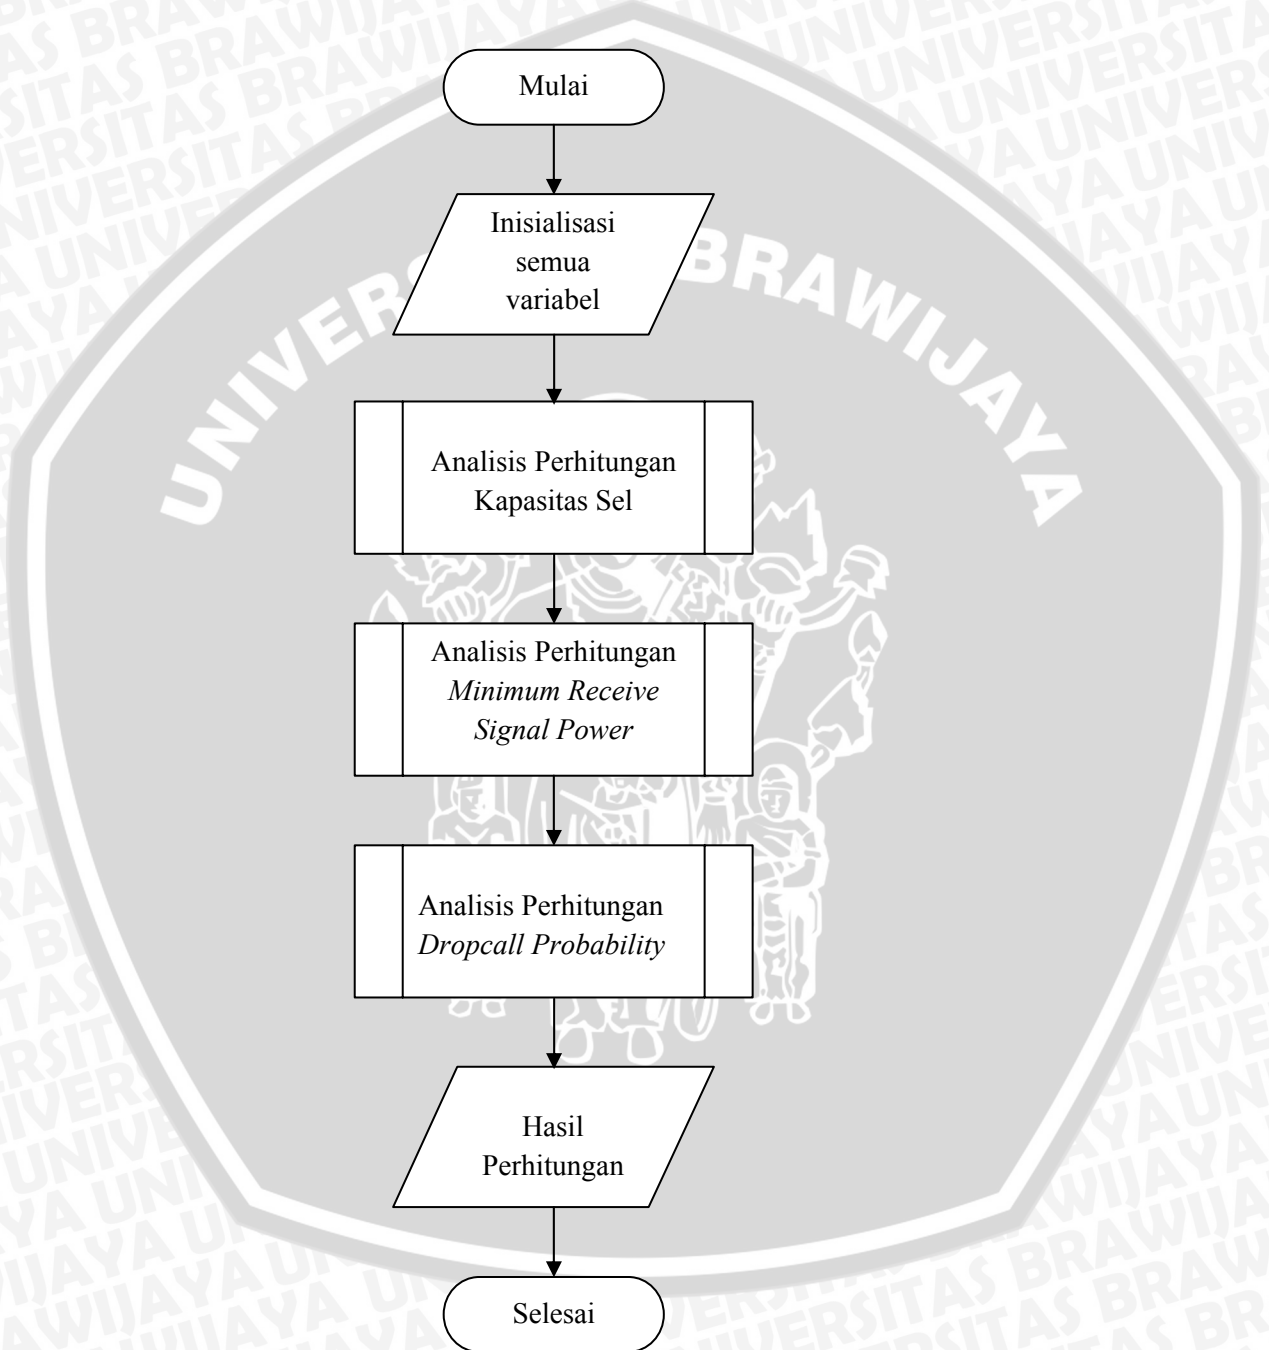 Mulai
Inisialisasi
semua
variabel
Analisis Perhitungan
Kapasitas Sel
Analisis Perhitungan
Minimum Receive
Signal Power
Analisis Perhitungan
Dropcall Probability
Hasil
Perhitungan
Selesai